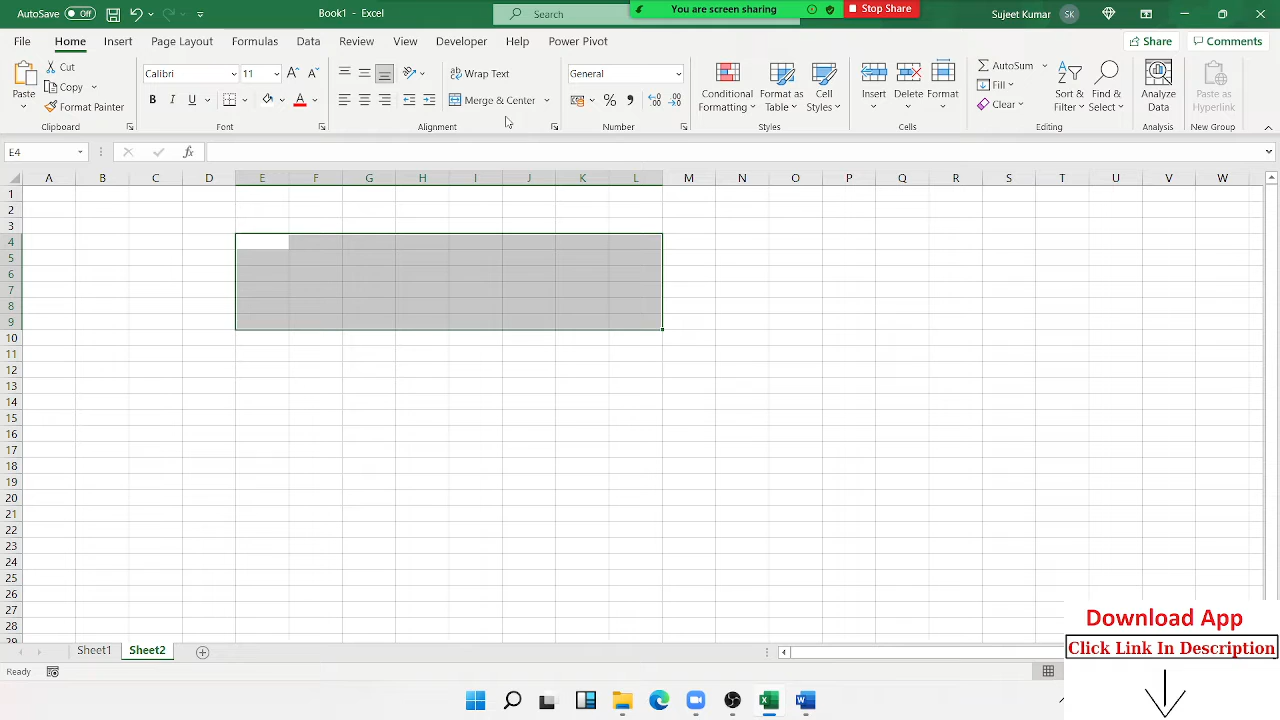 AutoSave Off Book1 - Excel Search You are screen sharing Stop Share Sujeet Kumar SK
File Home Insert Page Layout Formulas Data Review View Developer Help Power Pivot Share Comments
Cut Calibri 11 Wrap Text General AutoSum
Copy Fill
Paste Format Painter Merge & Center Conditional Formatting Format as Table Cell Styles Insert Delete Format Clear Sort & Filter Find & Select Analyze Data Paste as Hyperlink
Clipboard Font Alignment Number Styles Cells Editing Analysis New Group
E4 fx
A B C D E F G H I J K L M N O P Q R S T U V W
1
2
3
4
5
6
7
8
9
10
11
12
13
14
15
16
17
18
19
20
21
22
23
24
25
26
27
28
29
Download App
Click Link In Description
Sheet1 Sheet2
Ready